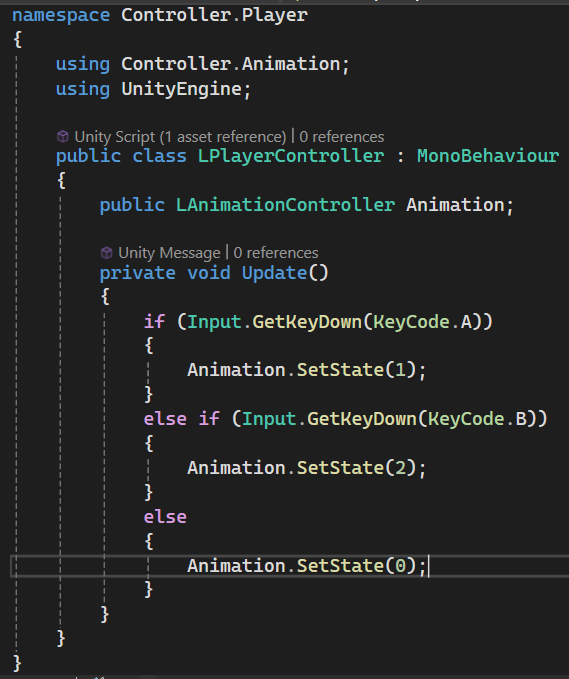 namespace Controller.Player
{
using Controller.Animation;
using UnityEngine;
Unity Script (1 asset reference) | 0 references
public class LPlayerController : MonoBehaviour
{
public LAnimationController Animation;
Unity Message | 0 references
private void Update()
{
if (Input.GetKeyDown(KeyCode.A))
{
Animation.SetState(1);
}
else if (Input.GetKeyDown(KeyCode.B))
{
Animation.SetState(2);
}
else
{
Animation.SetState(0);
}
}
}
}